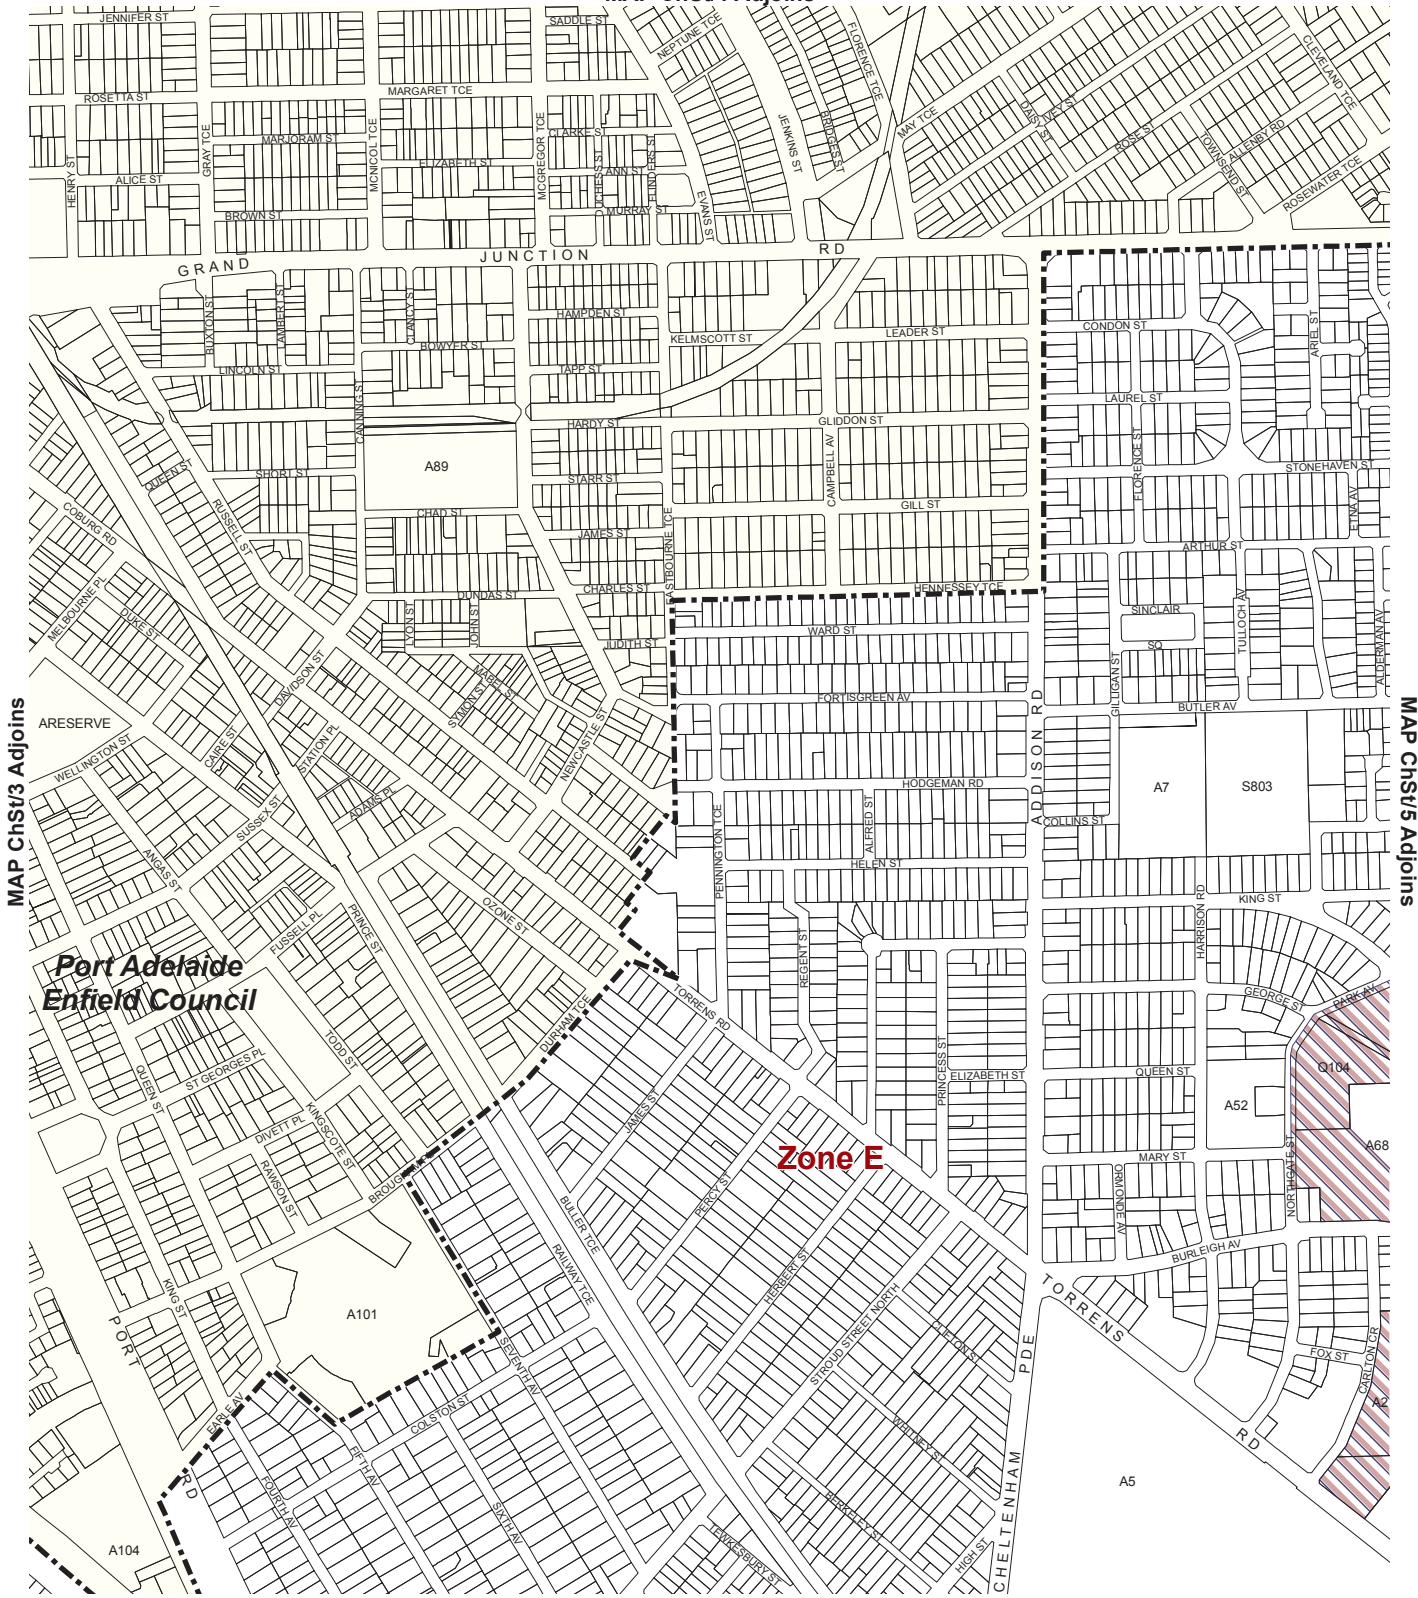 JENNIFER ST
SADDLE ST
NEPTUNE TCE
FLORENCE TCE
CLEVELAND TCE
ROSETTA ST
MARGARET TCE
MARJORAM ST
GRAY TCE
MCNICOL TCE
MCGREGOR TCE
CLARKE ST
JENKINS ST
BRIDGES ST
MAY TCE
DAISY ST
IVEY ST
ROSE ST
TOWNSEND ST
ALLENBY RD
ROSEWATER TCE
HENRY ST
ALICE ST
ELIZABETH ST
DUCHESS ST
ANN ST
FLINDERS ST
BROWN ST
MURRAY ST
EVANS ST
GRAND
JUNCTION
RD
BUXTON ST
LAMBERT ST
CLANCY ST
HAMPDEN ST
KELMSCOTT ST
LEADER ST
CONDON ST
ARIEL ST
BOWYER ST
LINCOLN ST
TAPP ST
CANNING ST
HARDY ST
GLIDDON ST
LAUREL ST
A89
CAMPBELL AV
FLORENCE ST
QUEEN ST
SHORT ST
STARR ST
STONEHAVEN ST
RUSSELL ST
COBURG RD
CHAD ST
JAMES ST
GILL ST
ETNA AV
EASTBOURNE TCE
ARTHUR ST
MELBOURNE PL
DUKE ST
DUNDAS ST
CHARLES ST
HENNESSEY TCE
LYON ST
JOHN ST
JUDITH ST
WARD ST
SINCLAIR
SQ
TULLOCH AV
ALDERMAN AV
DAVIDSON ST
MABEL ST
SYMON ST
FORTISGREEN AV
ADDISON RD
GILLIGAN ST
BUTLER AV
ARESERVE
MAP ChSt/3 Adjoins
MAP ChSt/5 Adjoins
WELLINGTON ST
CAIRE ST
STATION PL
NEWCASTLE ST
HODGEMAN RD
A7
S803
ADAMS PL
SUSSEX ST
PENNINGTON TCE
ALFRED ST
COLLINS ST
ANGAS ST
HELEN ST
KING ST
HARRISON RD
FUSSELL PL
PRINCE ST
OZONE ST
REGENT ST
Port Adelaide
Enfield Council
TORRENS RD
DURHAM TCE
GEORGE ST
PARK AV
TODD ST
ST GEORGES PL
QUEEN ST
PRINCESS ST
ELIZABETH ST
QUEEN ST
Q104
A52
JAMES ST
KINGSCOTE ST
DIVETT PL
RAWSON ST
Zone E
MARY ST
A68
PERCY ST
ORMONDE AV
NORTHGATE ST
BULLER TCE
RAILWAY TCE
HERBERT ST
BURLEIGH AV
KING ST
A101
STROUD STREET NORTH
CLIFTON ST
TORRENS
RD
PORT
RD
FOX ST
CARLTON CR
SEVENTH AV
COLSTON ST
EARLE AV
FIFTH AV
FOURTH AV
SIXTH AV
WHITNEY ST
BERKELEY ST
TEWKESBURY ST
HIGH ST
CHELTENHAM PDE
A5
A104